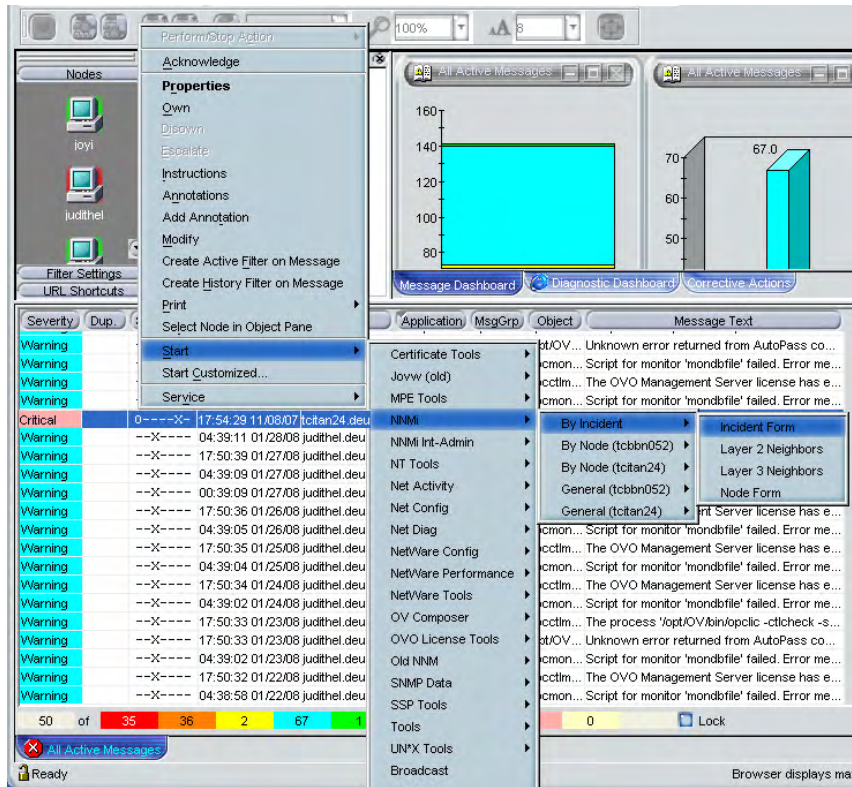 100%
8
Perform/Stop Action
Acknowledge
Properties
Own
Disown
Escalate
Instructions
Annotations
Add Annotation
Modify
Create Active Filter on Message
Create History Filter on Message
Print
Select Node in Object Pane
Start
Start Customized...
Service
Nodes
joyi
judithel
Filter Settings
URL Shortcuts
All Active Messages
160
140
120
100
80
All Active Messages
70
60
50
67.0
Message Dashboard
Diagnostic Dashboard
Corrective Actions
Severity Dup. Application MsgGrp Object Message Text
Warning pt/OV... Unknown error returned from AutoPass co...
Warning Script for monitor 'mondbfile' failed. Error me...
Warning The OVO Management Server license has e...
Warning Script for monitor 'mondbfile' failed. Error me...
Critical 0----X- 17:54:29 11/08/07 tcitan24.deu
Warning --X---- 04:39:11 01/28/08 judithel.deu
Warning --X---- 17:50:39 01/27/08 judithel.deu
Warning --X---- 04:39:09 01/27/08 judithel.deu
Warning --X---- 00:39:09 01/27/08 judithel.deu
Warning --X---- 17:50:36 01/26/08 judithel.deu nt Server license has e...
Warning --X---- 04:39:05 01/26/08 judithel.deu pcmon... Script for monitor 'mondbfile' failed. Error me...
Warning --X---- 17:50:35 01/25/08 judithel.deu pcctlm... The OVO Management Server license has e...
Warning --X---- 04:39:04 01/25/08 judithel.deu pcmon... Script for monitor 'mondbfile' failed. Error me...
Warning --X---- 17:50:34 01/24/08 judithel.deu pcctlm... The OVO Management Server license has e...
Warning --X---- 04:39:02 01/24/08 judithel.deu pcmon... Script for monitor 'mondbfile' failed. Error me...
Warning --X---- 17:50:33 01/23/08 judithel.deu pcctlm... The process '/opt/OV/bin/opclic -ctlcheck -s...
Warning --X---- 17:50:33 01/23/08 judithel.deu pt/OV... Unknown error returned from AutoPass co...
Warning --X---- 04:39:02 01/23/08 judithel.deu pcmon... Script for monitor 'mondbfile' failed. Error me...
Warning --X---- 17:50:32 01/22/08 judithel.deu pcctlm... The OVO Management Server license has e...
Warning --X---- 04:38:58 01/22/08 judithel.deu pcmon... Script for monitor 'mondbfile' failed. Error me...
Certificate Tools
Jovw (old)
MPE Tools
NNMi
NNMi Int-Admin
NT Tools
Net Activity
Net Config
Net Diag
NetWare Config
NetWare Performance
NetWare Tools
OV Composer
OVO License Tools
Old NNM
SNMP Data
SSP Tools
Tools
UN*X Tools
Broadcast
By Incident
By Node (tcbbn052)
By Node (tcitan24)
General (tcbbn052)
General (tcitan24)
Incident Form
Layer 2 Neighbors
Layer 3 Neighbors
Node Form
50 of 35 36 2 67 1 0 Lock
All Active Messages
Ready
Browser displays ma